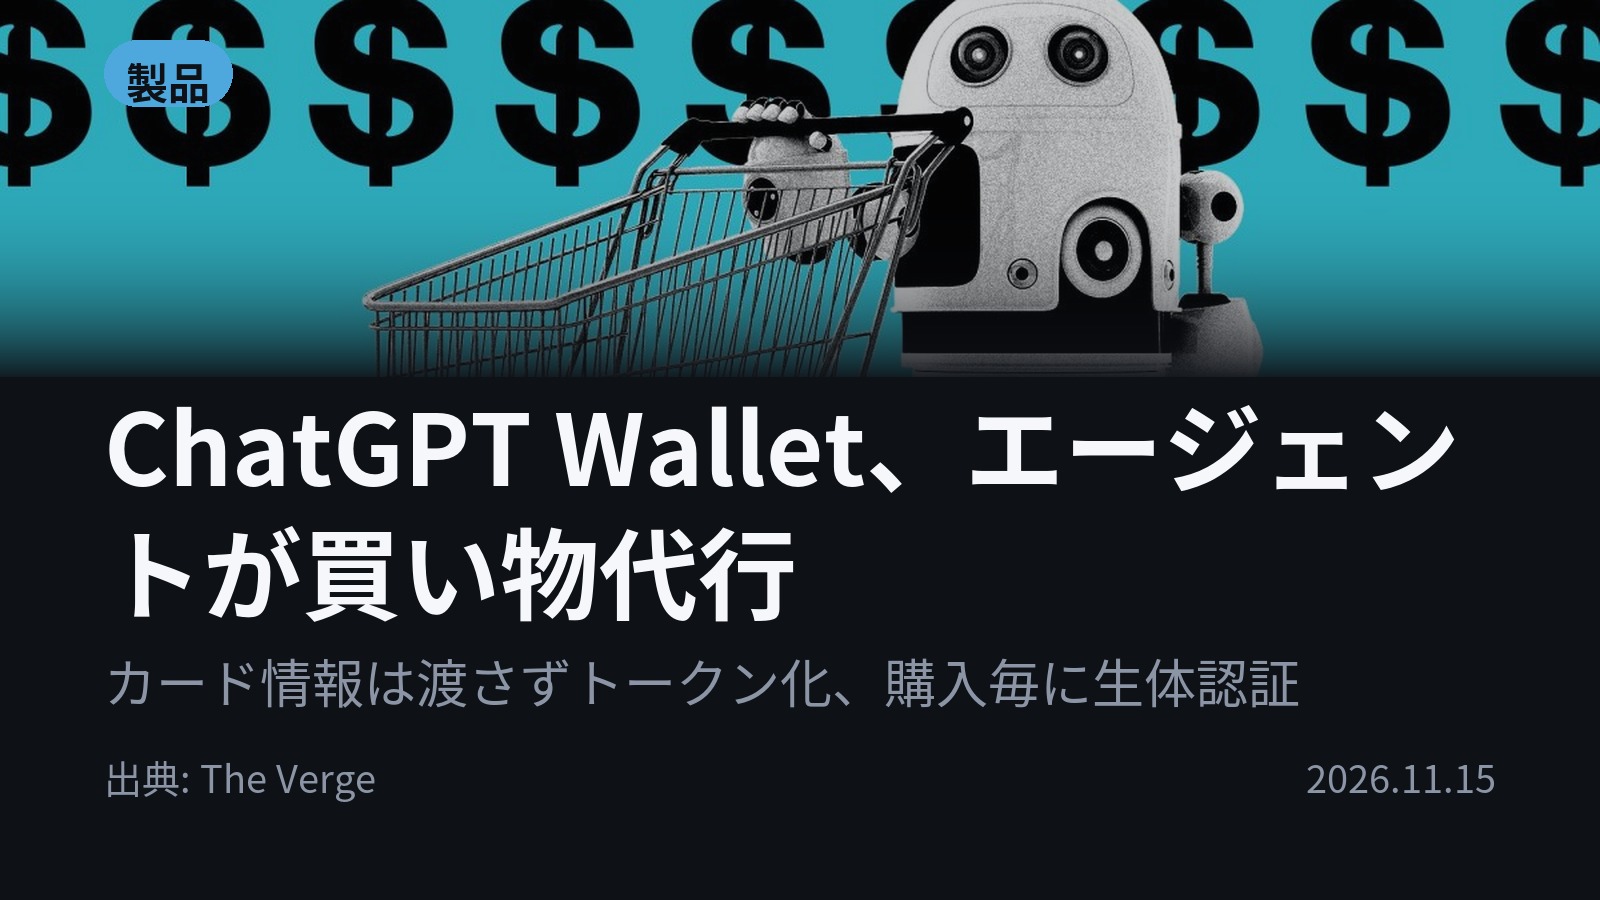 $ $ $ $ $ $ $ $
製品
ChatGPT Wallet、エージェン
トが買い物代行
カード情報は渡さずトークン化、購入毎に生体認証
出典: The Verge
2026.11.15